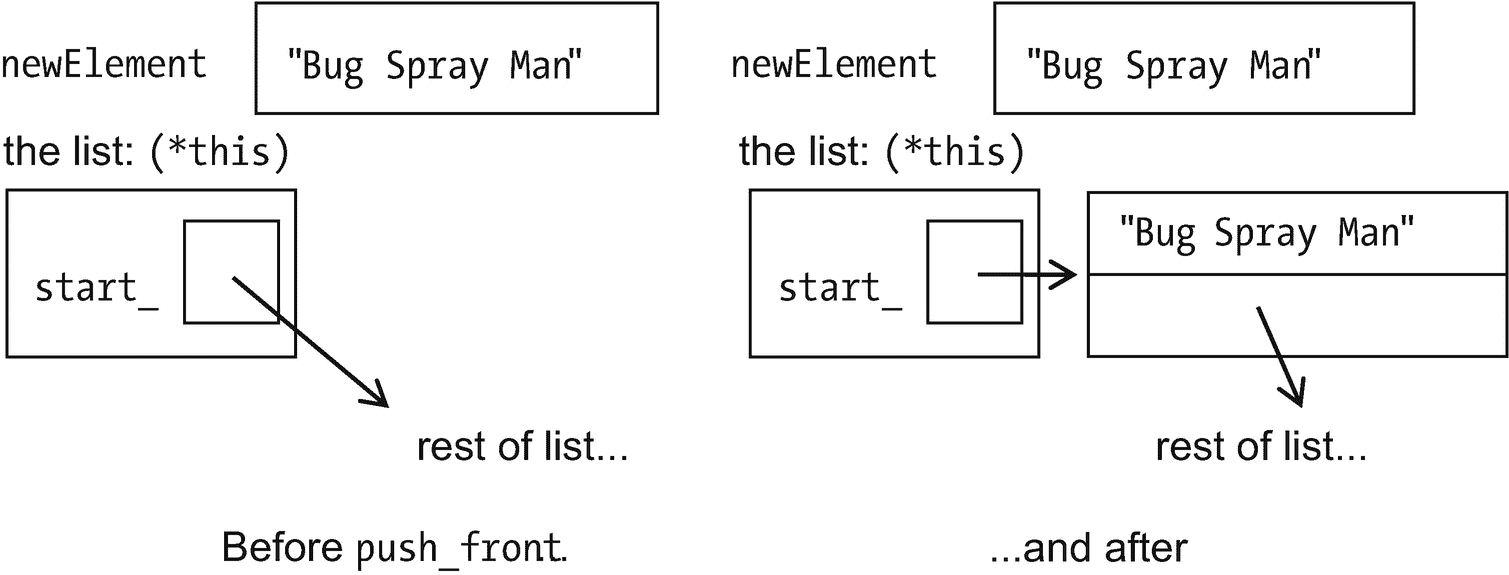 newElement "Bug Spray Man"
the list: (*this)
start_
rest of list...
Before push_front.
newElement "Bug Spray Man"
the list: (*this)
start_ "Bug Spray Man"
rest of list...
...and after